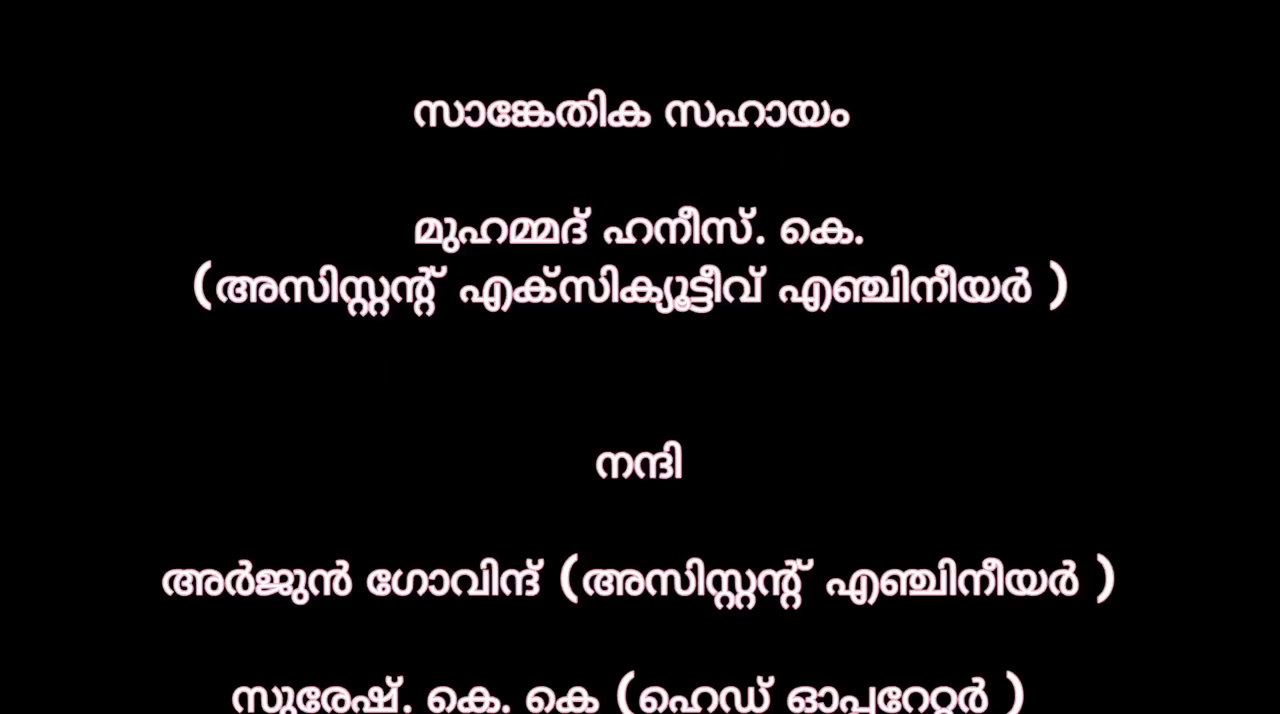 സാങ്കേതിക സഹായം
മുഹമ്മദ് ഹനീസ്. കെ.
(അസിസ്റ്റന്റ് എക്സിക്യൂട്ടീവ് എഞ്ചിനീയർ )
നന്ദി
അർജുൻ ഗോവിന്ദ് (അസിസ്റ്റന്റ് എഞ്ചിനീയർ )
സുരേഷ്. കെ. കെ (ഹെഡ് ഓപ്പറേറ്റർ )